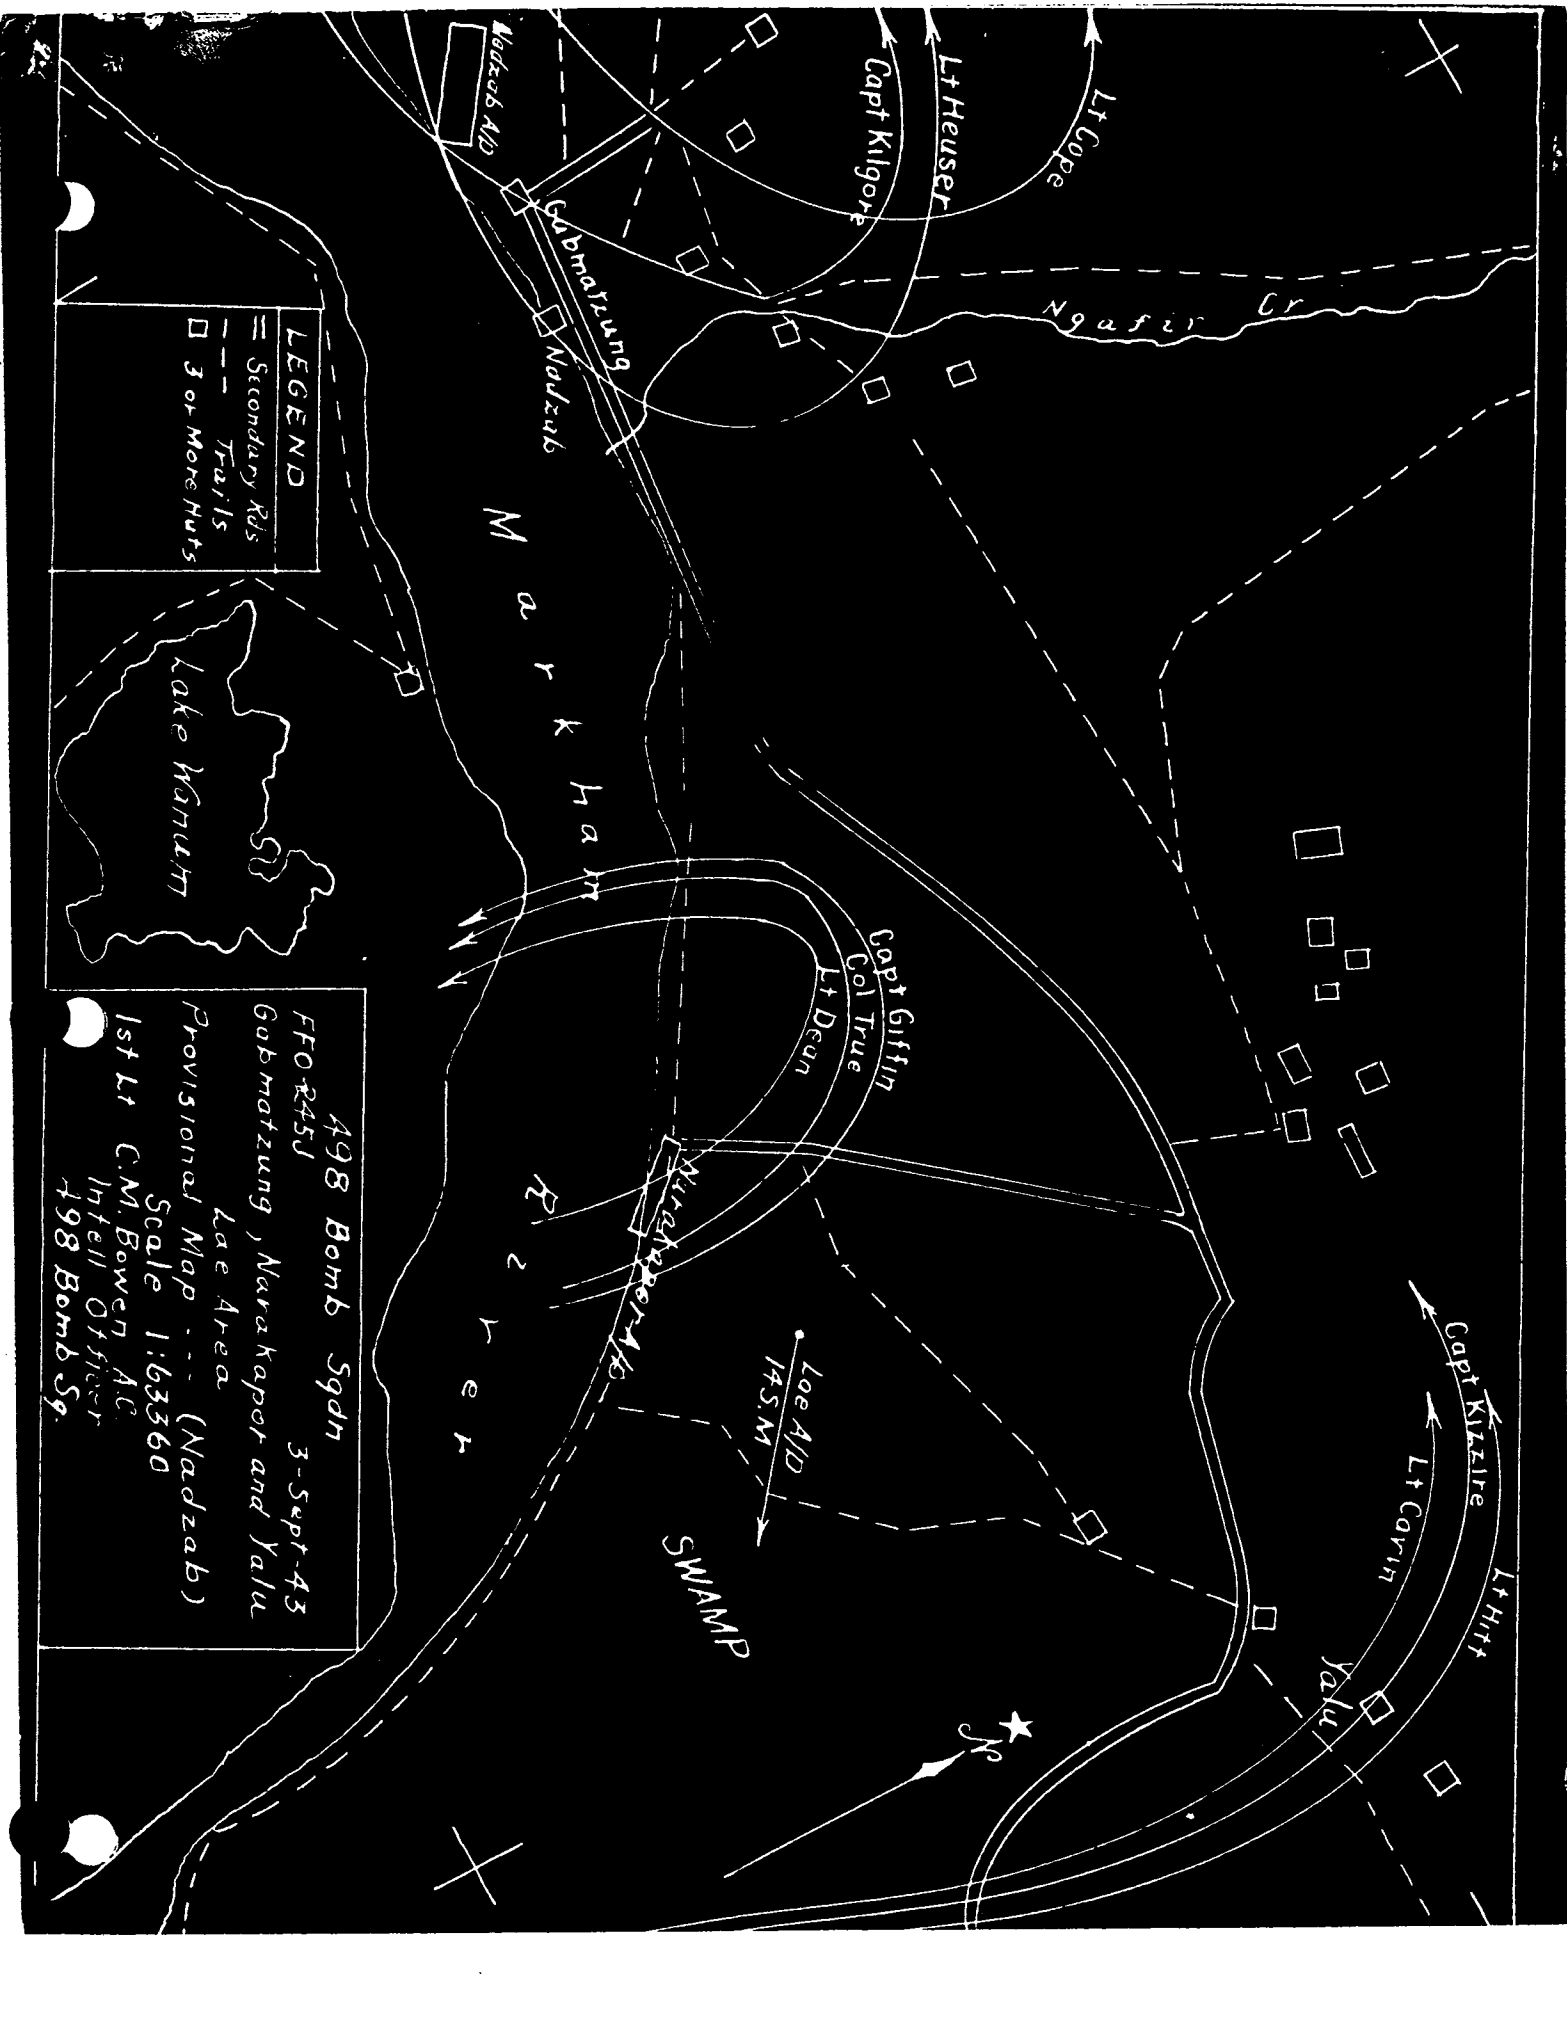 Lt Cope
Lt Heuser
Capt Kilgore
Nadzab A/D
Gabmatzung
Nadzab
Ngafir Cr
Markham
River
Capt Giffin
Col True
Lt Dean
Narakapor A/D
Lae A/D
14 S.M
SWAMP
Capt Kizzire
Lt Cavin
Lt Hitt
Yalu
N
LEGEND
= Secondary Rds
--- Trails
□ 3 or More Huts
Lake Wanum
498 Bomb Sqdn
FFO 245J 3-Sept-43
Gabmatzung, Narakapor and Yalu
Lae Area
Provisional Map --- (Nadzab)
Scale 1:63360
1st Lt C.M. Bowen A.C.
Intell Officer
498 Bomb Sq.